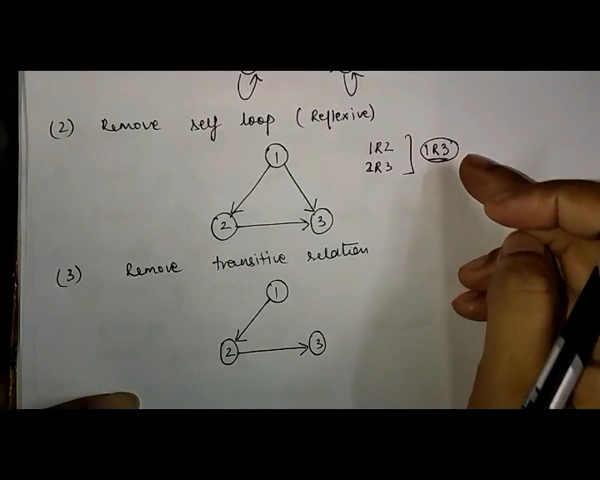 (2) Remove self loop (Reflexive)
1R2
2R3
1R3
1
2
3
(3) Remove transitive relation
1
2
3